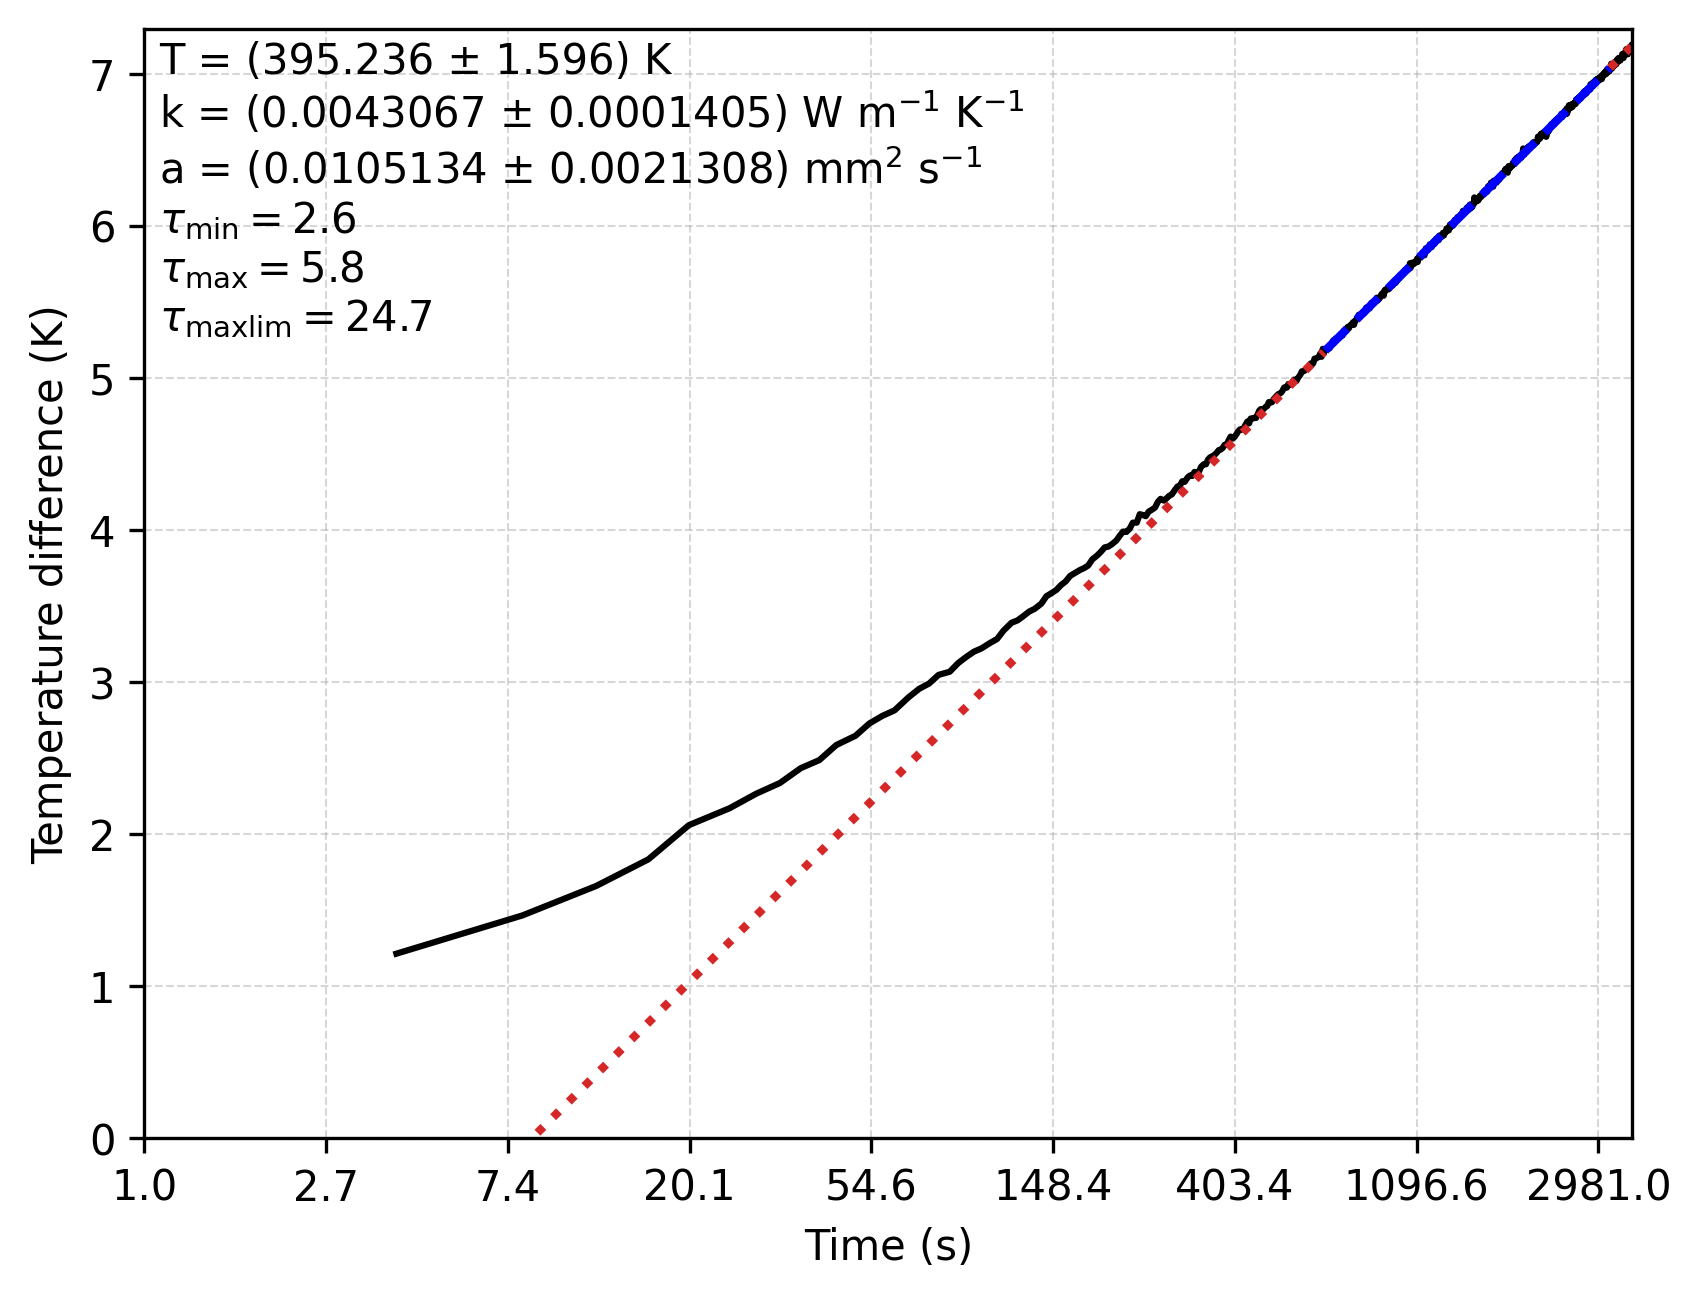 T = (395.236 ± 1.596) K
k = (0.0043067 ± 0.0001405) W m⁻¹ K⁻¹
a = (0.0105134 ± 0.0021308) mm² s⁻¹
τmin = 2.6
τmax = 5.8
τmaxlim = 24.7
7
6
5
4
3
2
1
0
Temperature difference (K)
1.0 2.7 7.4 20.1 54.6 148.4 403.4 1096.6 2981.0
Time (s)